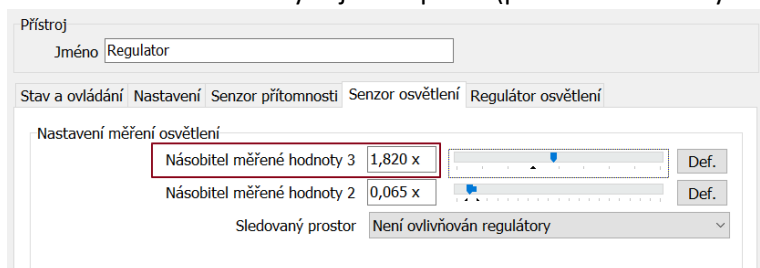 Přístroj
Jméno Regulator
Stav a ovládání Nastavení Senzor přítomnosti Senzor osvětlení Regulátor osvětlení
Nastavení měření osvětlení
Násobitel měřené hodnoty 3 1,820 x Def.
Násobitel měřené hodnoty 2 0,065 x Def.
Sledovaný prostor Není ovlivňován regulátory